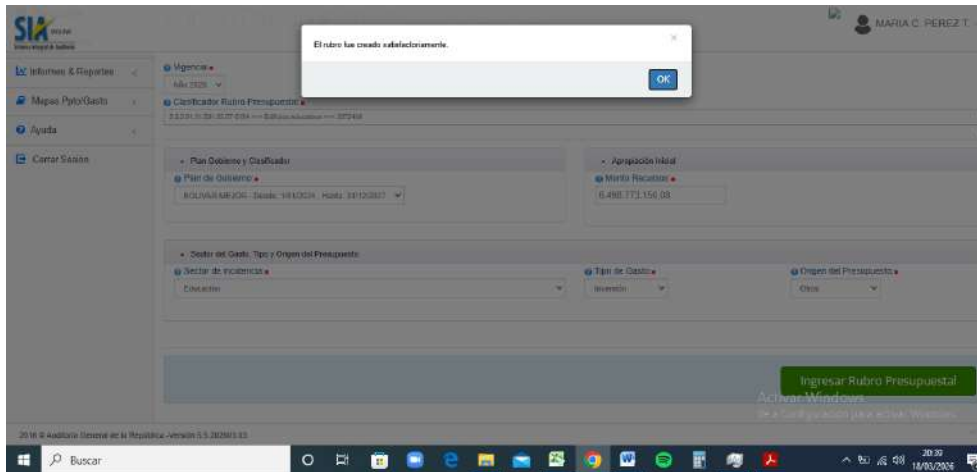 SIA
MARIA C. PEREZ T.
El rubro fue creado satisfactoriamente.
×
OK
Informes & Reportes
Mapas Ppto/Gasto
Ayuda
Cerrar Sesión
Vigencia
Año 2026
Clasificador Rubro Presupuestal
Plan Gobierno y Clasificador
Apropiación Inicial
Plan de Gobierno
Monto Recursos
6.498.773.156,08
Sector del Gasto, Tipo y Origen del Presupuesto
Sector de Incidencia
Tipo de Gasto
Origen del Presupuesto
Educación
Inversión
Otros
Ingresar Rubro Presupuestal
Activar Windows
Buscar
20:39
18/03/2026